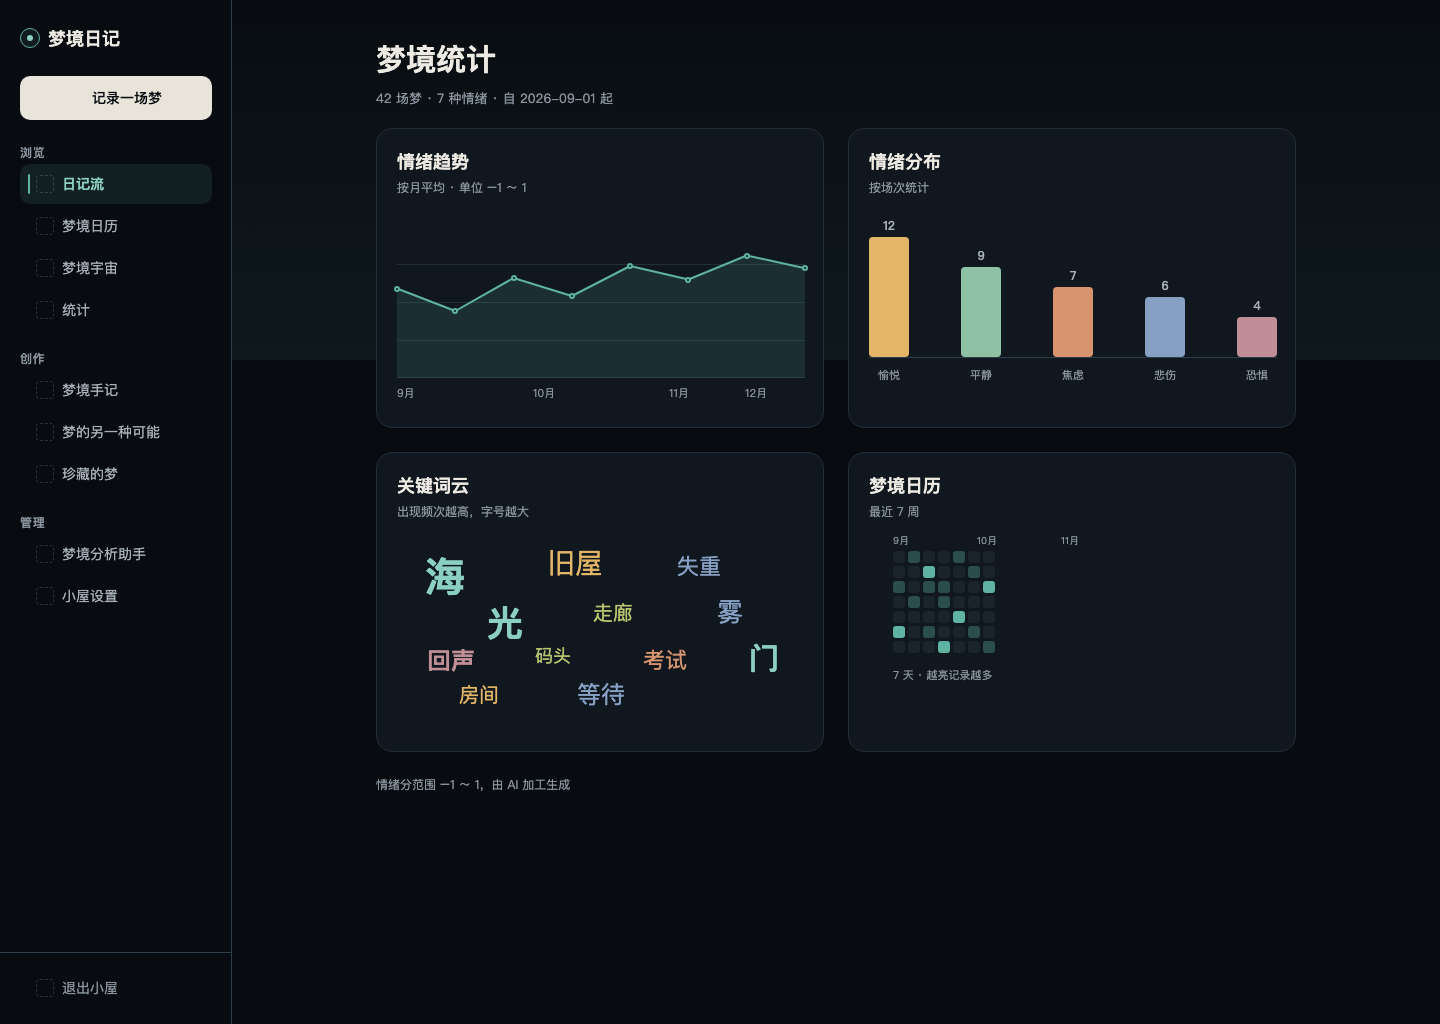 梦境日记
记录一场梦
浏览
日记流
梦境日历
梦境宇宙
统计
创作
梦境手记
梦的另一种可能
珍藏的梦
管理
梦境分析助手
小屋设置
退出小屋
梦境统计
42 场梦 · 7 种情绪 · 自 2026-09-01 起
情绪趋势
按月平均 · 单位 −1 ～ 1
9月 10月 11月 12月
情绪分布
按场次统计
12 9 7 6 4
愉悦 平静 焦虑 悲伤 恐惧
关键词云
出现频次越高，字号越大
海 旧屋 失重
光 走廊 雾
回声 码头 考试 门
房间 等待
梦境日历
最近 7 周
9月 10月 11月
7 天 · 越亮记录越多
情绪分范围 −1 ～ 1，由 AI 加工生成